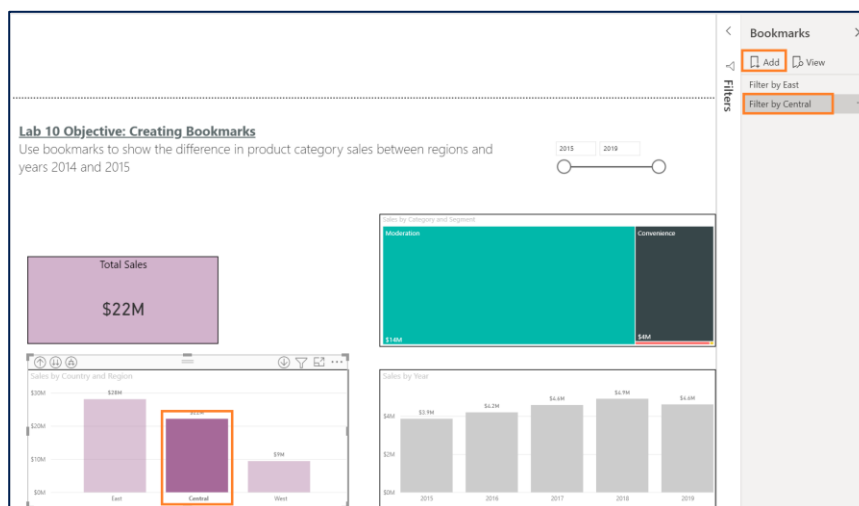 Bookmarks
Add
View
Filters
Filter by East
Filter by Central
Lab 10 Objective: Creating Bookmarks
Use bookmarks to show the difference in product category sales between regions and
years 2014 and 2015
2015
2019
Sales by Category and Segment
Moderation
Convenience
$14M
$4M
Total Sales
$22M
Sales by Country and Region
$30M
$20M
$10M
$0M
$28M
$9M
East
Central
West
Sales by Year
$4M
$2M
$0M
$3.9M
$4.2M
$4.6M
$4.9M
$4.6M
2015
2016
2017
2018
2019